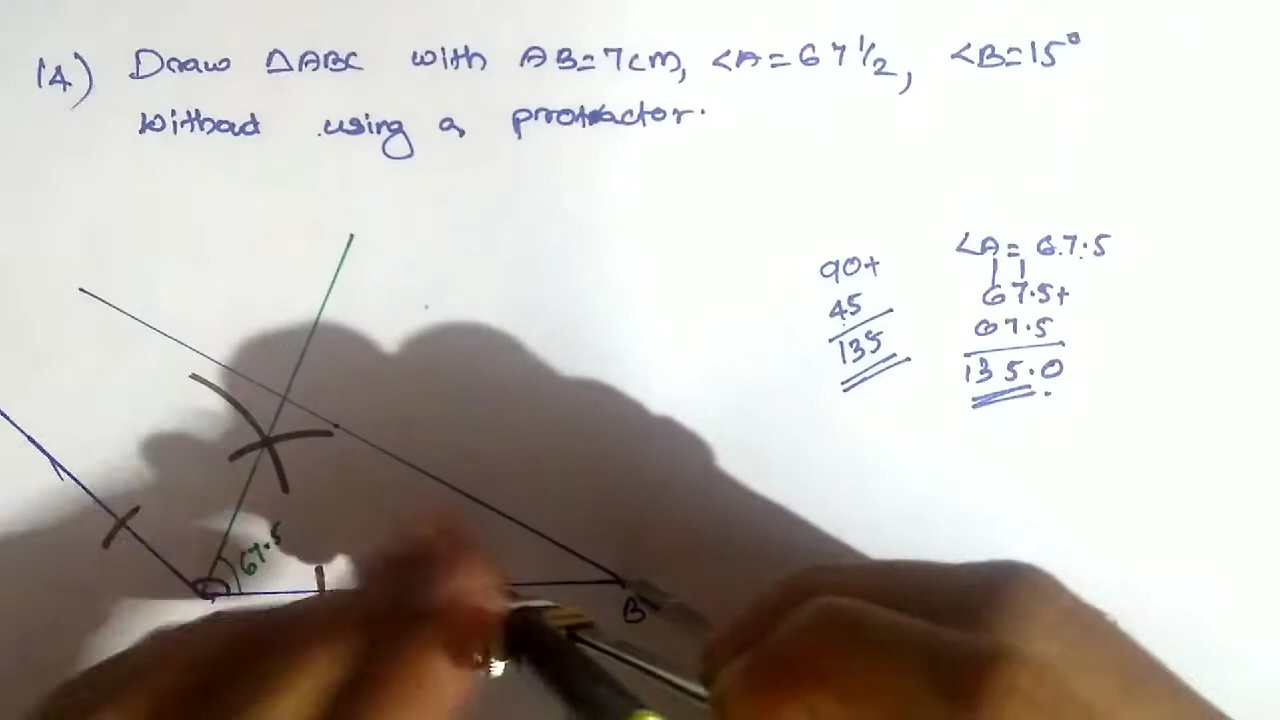 14) Draw △ABC with AB=7cm, ∠A=67½, ∠B=15°
without using a protractor.
∠A= 67.5
90+
67.5+
45
67.5
135
135.0
67.5
B